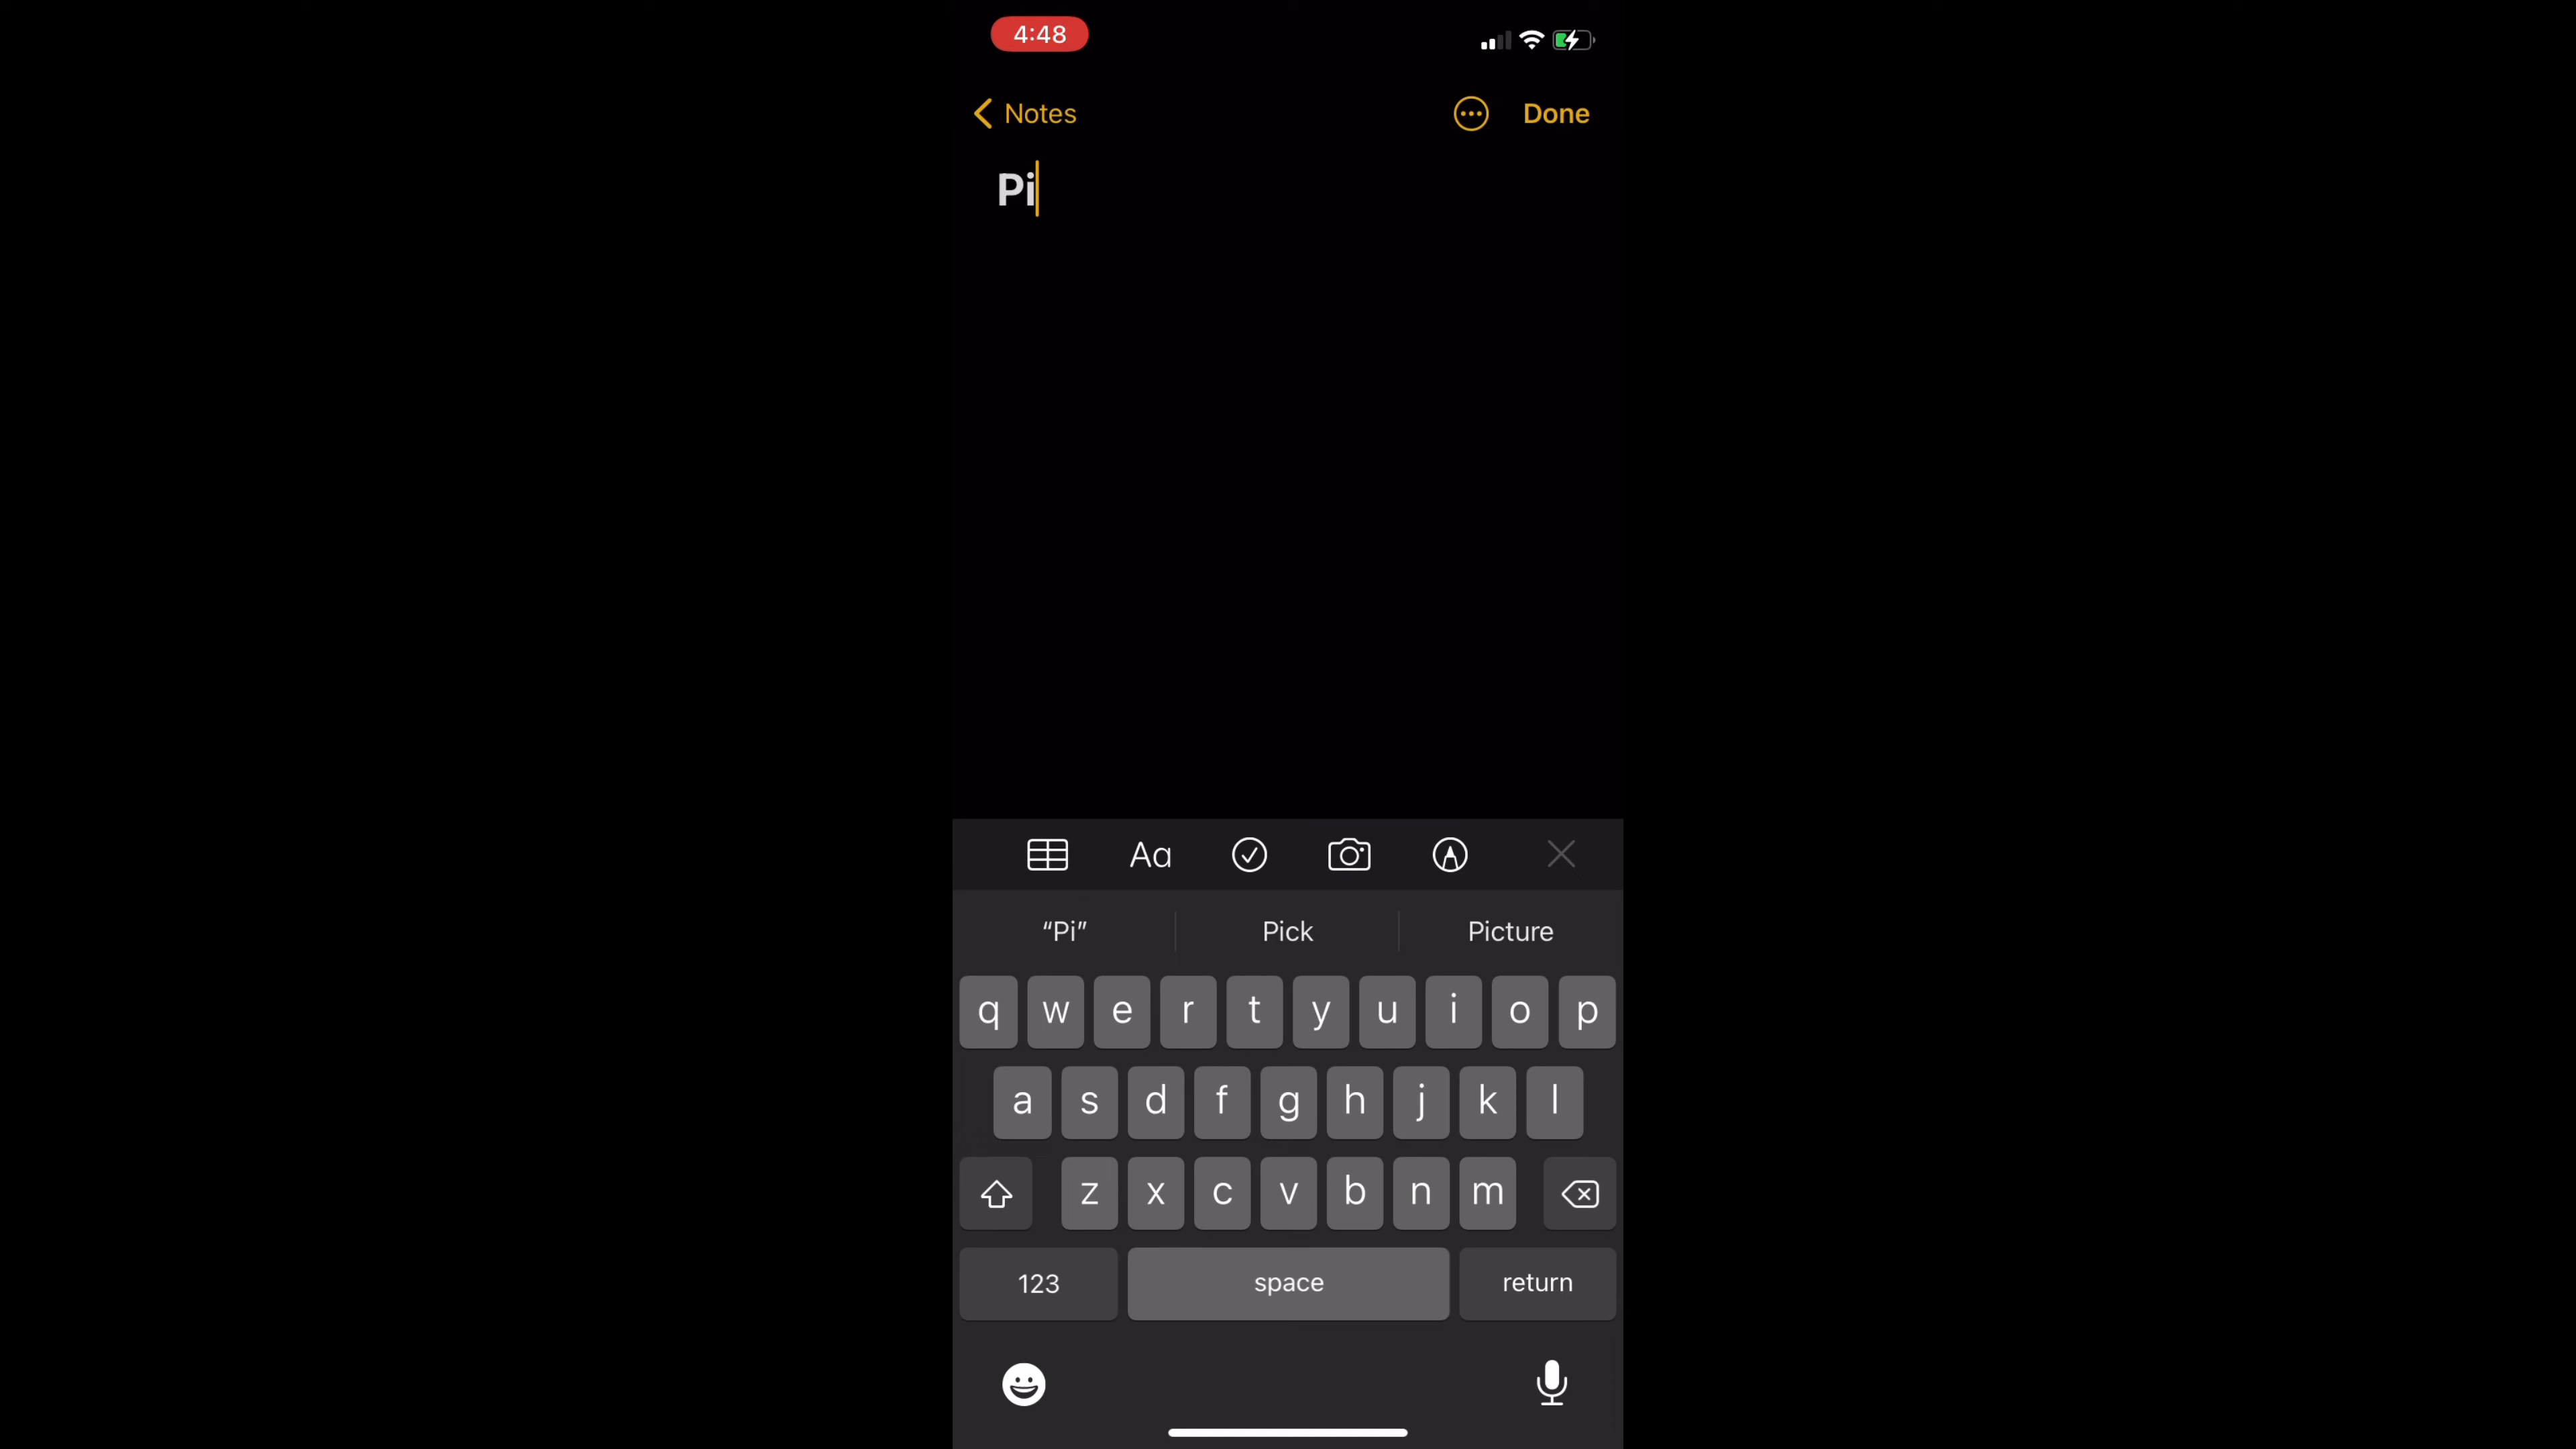 4:48
Notes
Done
Pi
Aa
“Pi” Pick Picture
q w e r t y u i o p
a s d f g h j k l
z x c v b n m
123 space return